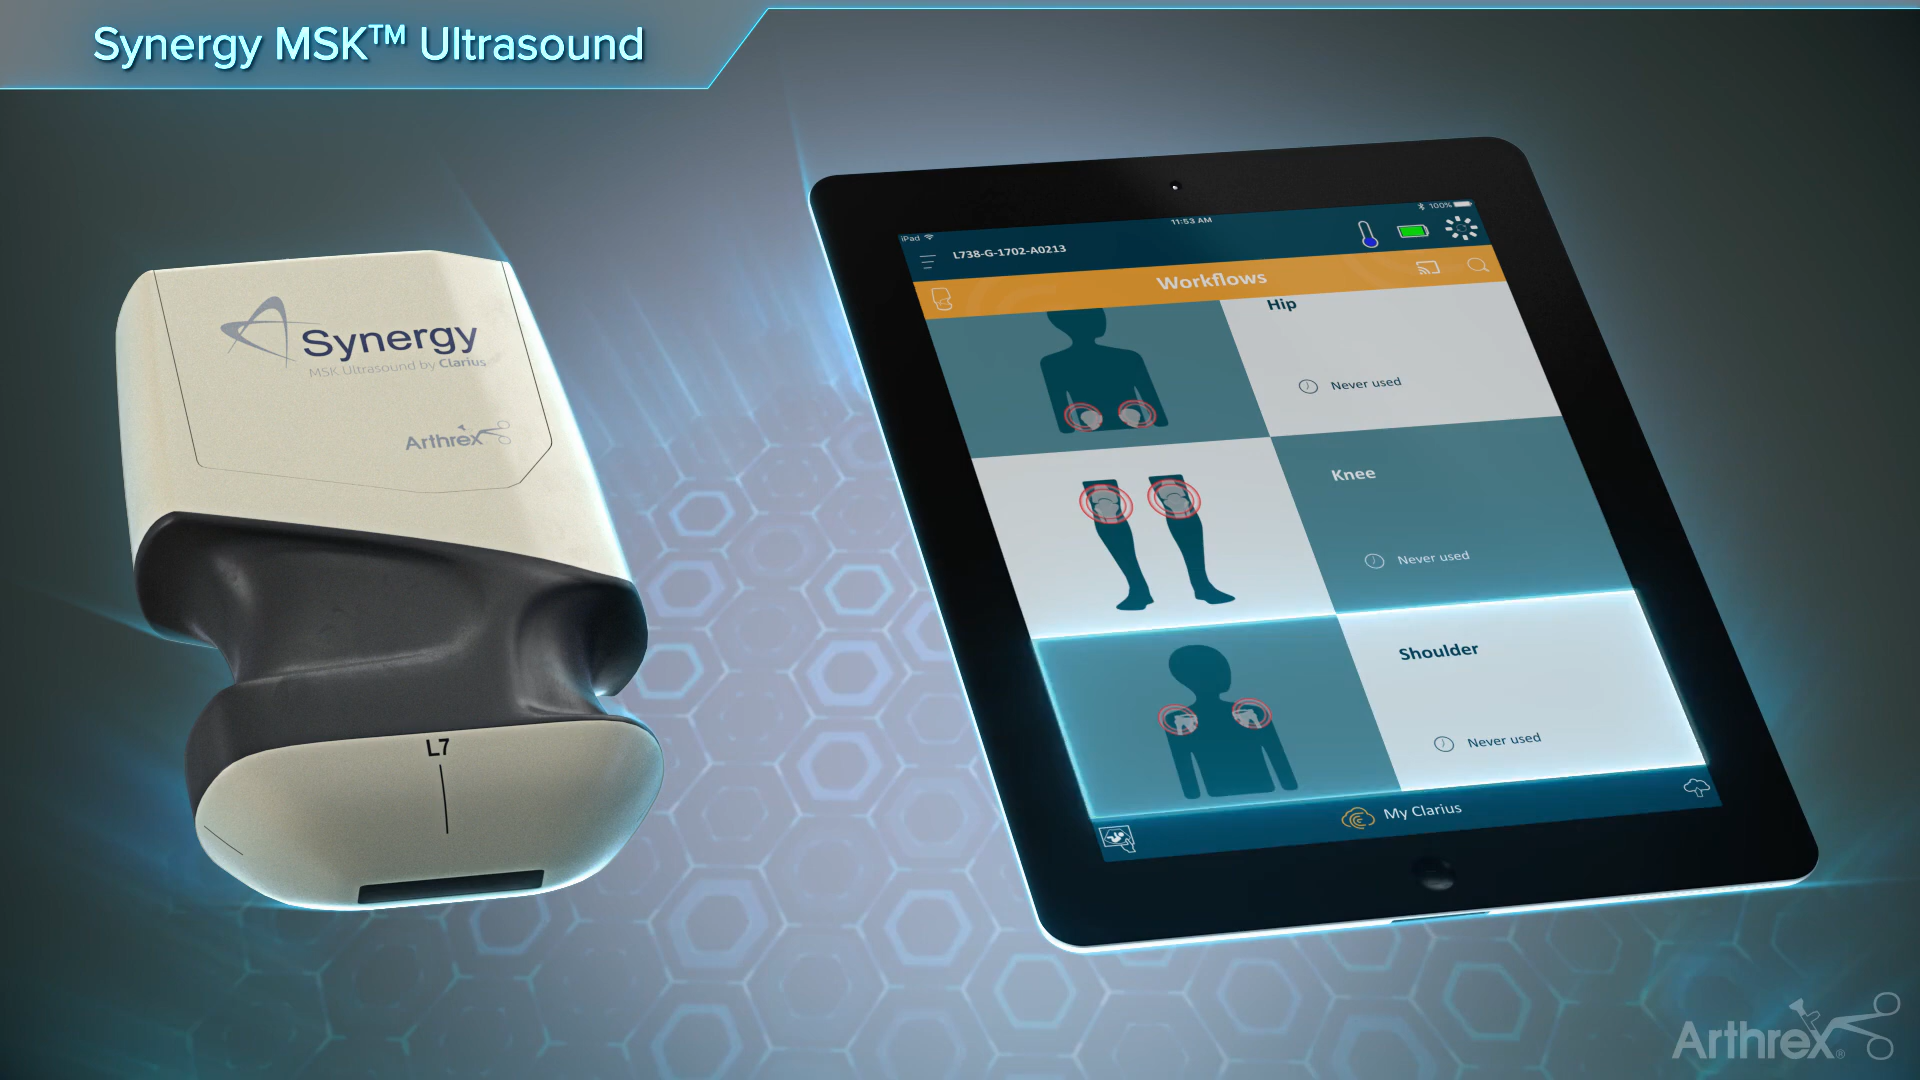 Synergy MSK™ Ultrasound
Synergy
MSK Ultrasound by Clarius
Arthrex
L7
iPad
11:53 AM
100%
L738-G-1702-A0213
Workflows
Hip
Never used
Knee
Never used
Shoulder
Never used
My Clarius
Arthrex®